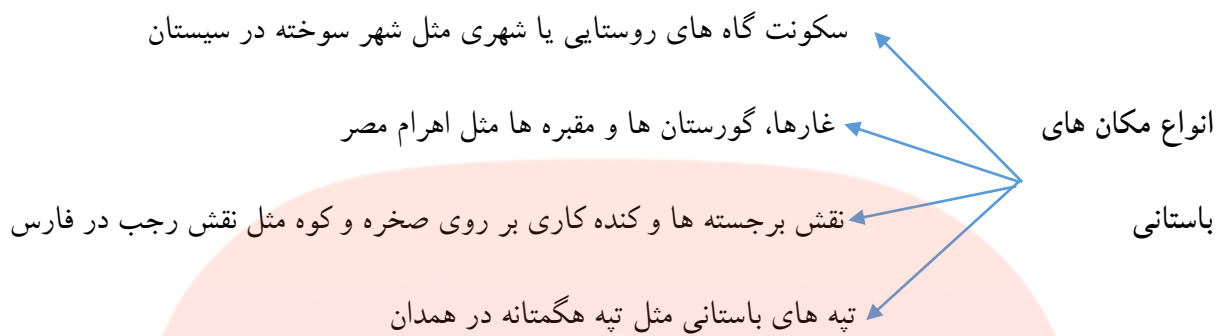 سکونت گاه های روستایی یا شهری مثل شهر سوخته در سیستان
انواع مکان های
غارها، گورستان ها و مقبره ها مثل اهرام مصر
باستانی
نقش برجسته ها و کنده کاری بر روی صخره و کوه مثل نقش رجب در فارس
تپه های باستانی مثل تپه هگمتانه در همدان